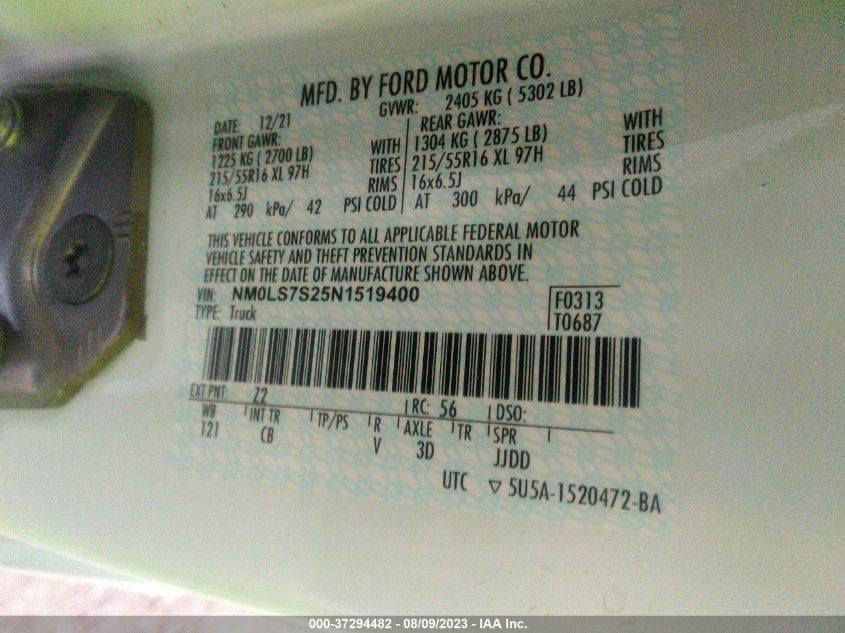 MFD. BY FORD MOTOR CO.
DATE: 12/21 GVWR: 2405 KG ( 5302 LB)
FRONT GAWR: REAR GAWR:
1225 KG ( 2700 LB) WITH 1304 KG ( 2875 LB) WITH
215/55R16 XL 97H TIRES 215/55R16 XL 97H TIRES
16x6.5J RIMS 16x6.5J RIMS
AT 290 kPa/ 42 PSI COLD AT 300 kPa/ 44 PSI COLD
THIS VEHICLE CONFORMS TO ALL APPLICABLE FEDERAL MOTOR
VEHICLE SAFETY AND THEFT PREVENTION STANDARDS IN
EFFECT ON THE DATE OF MANUFACTURE SHOWN ABOVE.
VIN: NM0LS7S25N1519400 F0313
TYPE: Truck T0687
EXT PNT: Z2 RC: 56 DSO:
WB INT TR TP/PS R AXLE TR SPR
121 CB V 3D JJDD
UTC ▽ 5U5A-1520472-BA
000-37294482 - 08/09/2023 - IAA Inc.